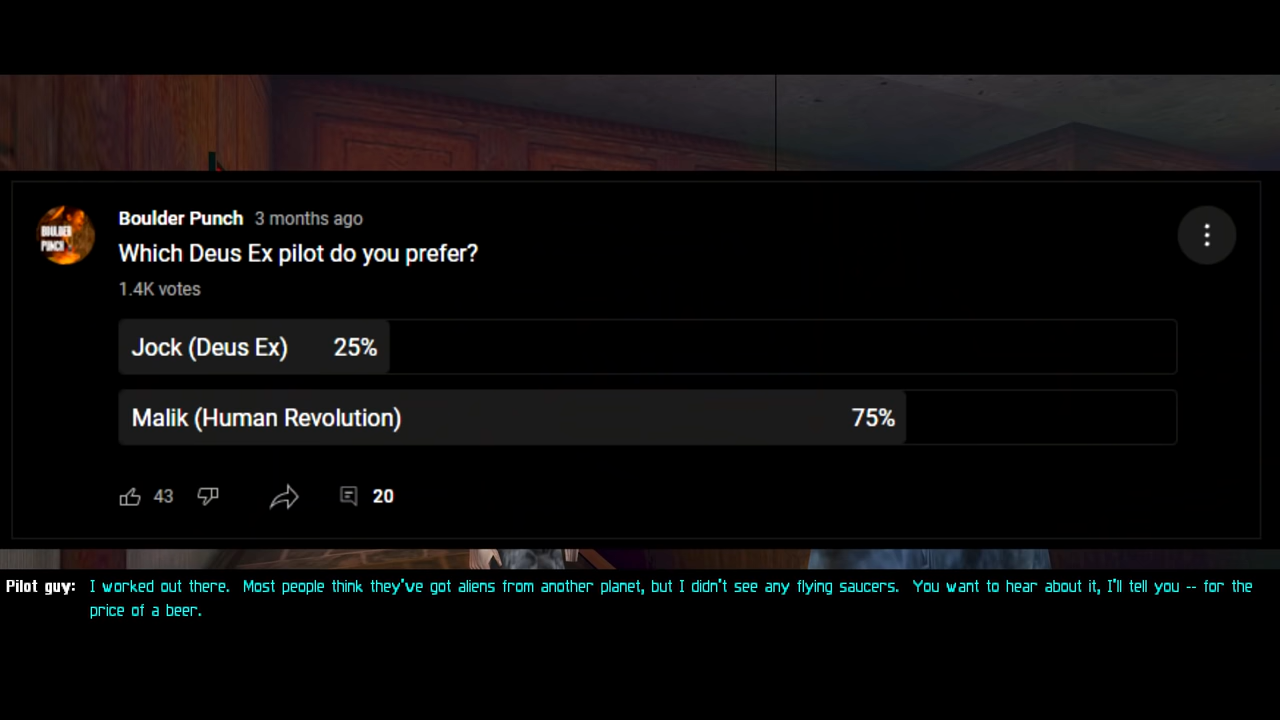 BOULDER
PUNCH
Boulder Punch 3 months ago
Which Deus Ex pilot do you prefer?
1.4K votes
Jock (Deus Ex) 25%
Malik (Human Revolution) 75%
43 20
Pilot guy: I worked out there. Most people think they've got aliens from another planet, but I didn't see any flying saucers. You want to hear about it, I'll tell you -- for the
price of a beer.